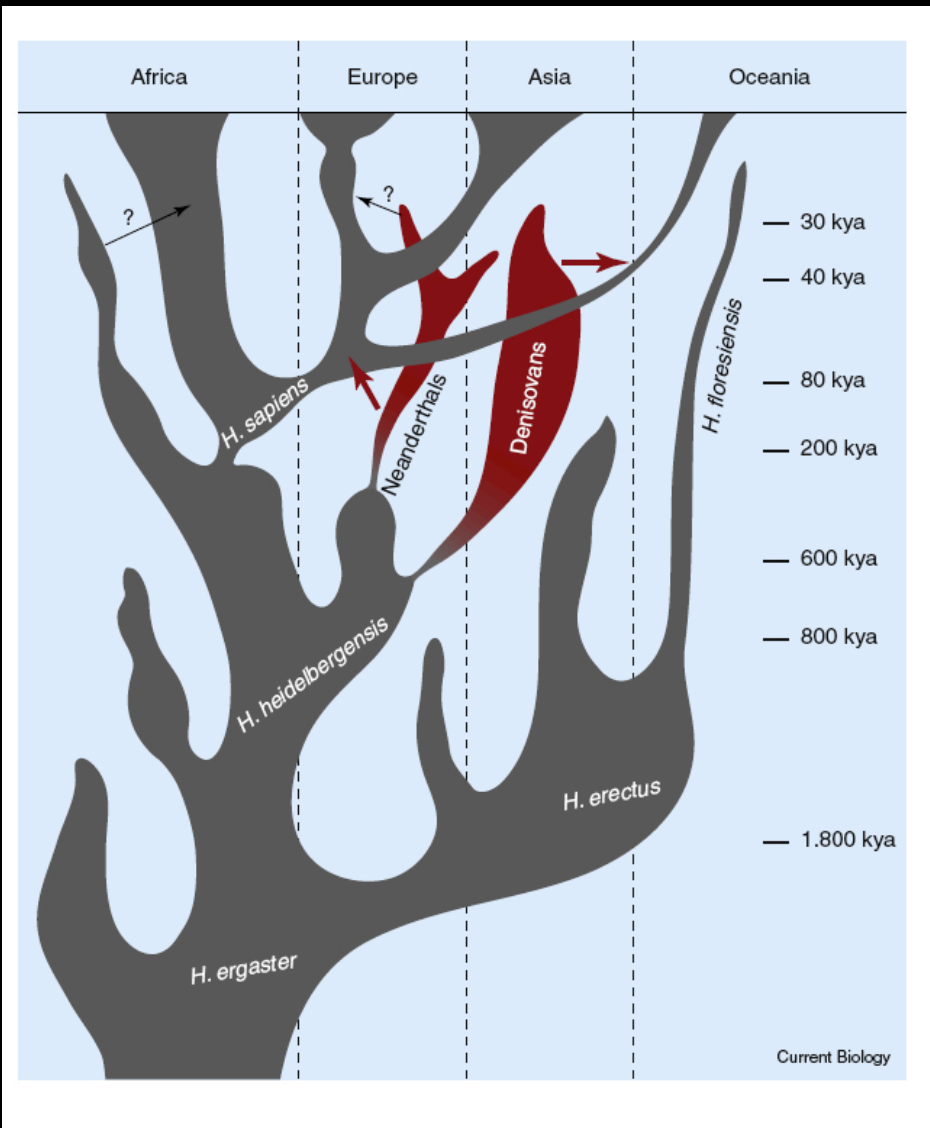 Africa
Europe
Asia
Oceania
?
?
30 kya
40 kya
H. floresiensis
80 kya
H. sapiens
Neanderthals
Denisovans
200 kya
600 kya
800 kya
H. heidelbergensis
H. erectus
1.800 kya
H. ergaster
Current Biology